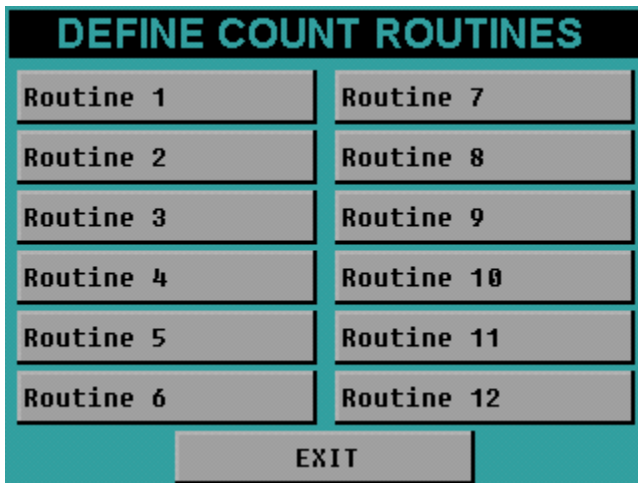 DEFINE COUNT ROUTINES
Routine 1
Routine 2
Routine 3
Routine 4
Routine 5
Routine 6
Routine 7
Routine 8
Routine 9
Routine 10
Routine 11
Routine 12
EXIT